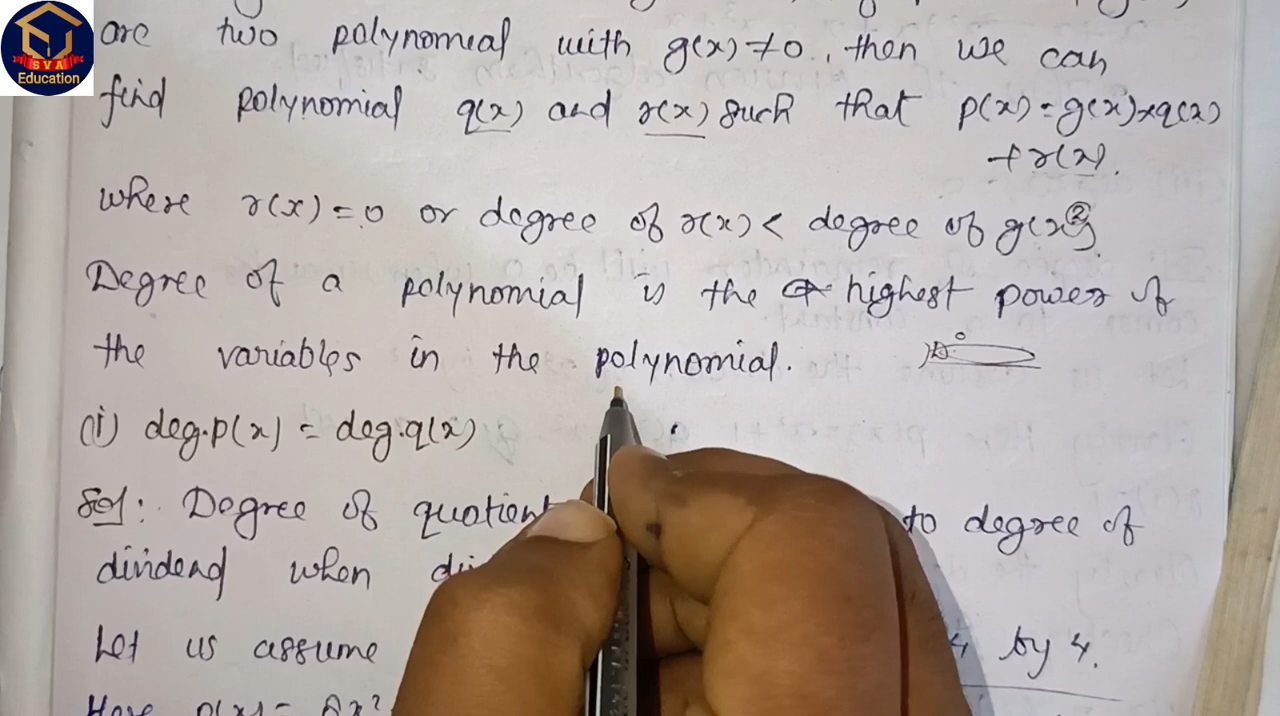 SVA
Education
are two polynomial with g(x)≠0, then we can
find polynomial q(x) and r(x) such that p(x)=g(x)×q(x)
+r(x).
where r(x)=0 or degree of r(x)< degree of g(x)
Degree of a polynomial is the highest power of
the variables in the polynomial.
(i) deg.p(x) = deg.q(x)
Sol: Degree of quotient to degree of
dividend when
Let us assume by 4.
Here p(x)=